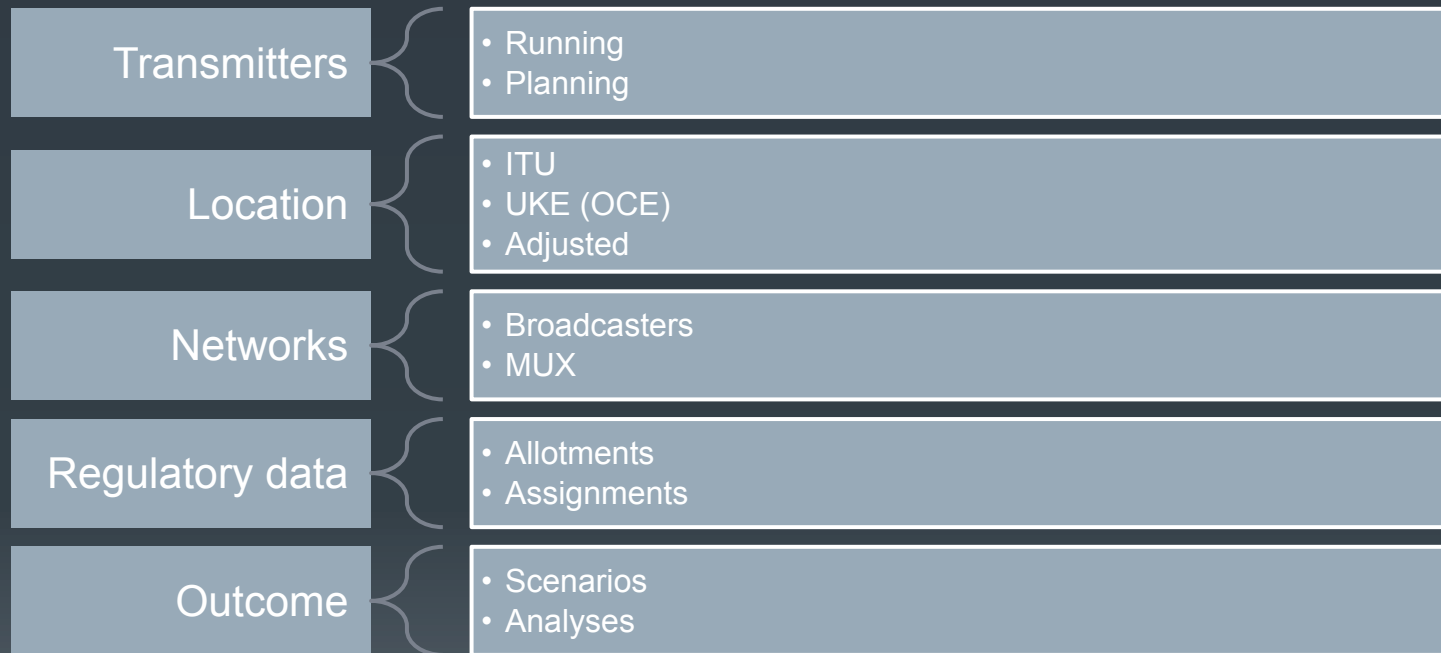 Transmitters
• Running
• Planning
Location
• ITU
• UKE (OCE)
• Adjusted
Networks
• Broadcasters
• MUX
Regulatory data
• Allotments
• Assignments
Outcome
• Scenarios
• Analyses